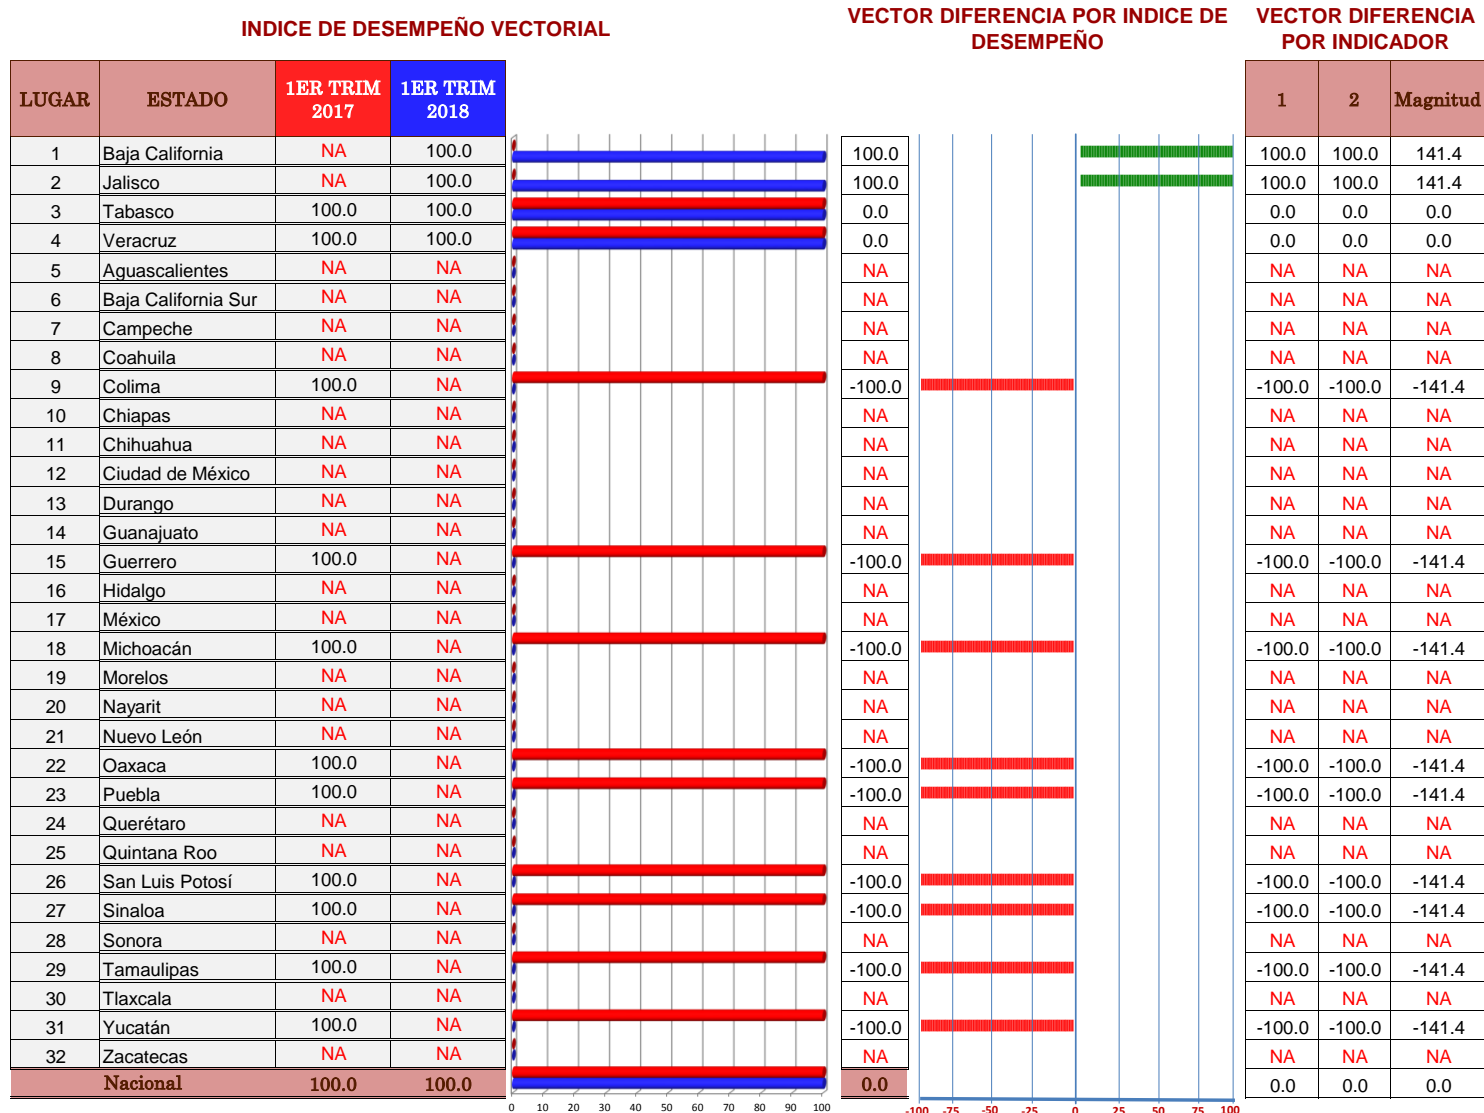 INDICE DE DESEMPEÑO VECTORIAL
VECTOR DIFERENCIA POR INDICE DE
DESEMPEÑO
VECTOR DIFERENCIA
POR INDICADOR
LUGAR ESTADO 1ER TRIM 2017 1ER TRIM 2018 1 2 Magnitud
1 Baja California NA 100.0 100.0 100.0 100.0 141.4
2 Jalisco NA 100.0 100.0 100.0 100.0 141.4
3 Tabasco 100.0 100.0 0.0 0.0 0.0 0.0
4 Veracruz 100.0 100.0 0.0 0.0 0.0 0.0
5 Aguascalientes NA NA NA NA NA NA
6 Baja California Sur NA NA NA NA NA NA
7 Campeche NA NA NA NA NA NA
8 Coahuila NA NA NA NA NA NA
9 Colima 100.0 NA -100.0 -100.0 -100.0 -141.4
10 Chiapas NA NA NA NA NA NA
11 Chihuahua NA NA NA NA NA NA
12 Ciudad de México NA NA NA NA NA NA
13 Durango NA NA NA NA NA NA
14 Guanajuato NA NA NA NA NA NA
15 Guerrero 100.0 NA -100.0 -100.0 -100.0 -141.4
16 Hidalgo NA NA NA NA NA NA
17 México NA NA NA NA NA NA
18 Michoacán 100.0 NA -100.0 -100.0 -100.0 -141.4
19 Morelos NA NA NA NA NA NA
20 Nayarit NA NA NA NA NA NA
21 Nuevo León NA NA NA NA NA NA
22 Oaxaca 100.0 NA -100.0 -100.0 -100.0 -141.4
23 Puebla 100.0 NA -100.0 -100.0 -100.0 -141.4
24 Querétaro NA NA NA NA NA NA
25 Quintana Roo NA NA NA NA NA NA
26 San Luis Potosí 100.0 NA -100.0 -100.0 -100.0 -141.4
27 Sinaloa 100.0 NA -100.0 -100.0 -100.0 -141.4
28 Sonora NA NA NA NA NA NA
29 Tamaulipas 100.0 NA -100.0 -100.0 -100.0 -141.4
30 Tlaxcala NA NA NA NA NA NA
31 Yucatán 100.0 NA -100.0 -100.0 -100.0 -141.4
32 Zacatecas NA NA NA NA NA NA
Nacional 100.0 100.0 0.0 0.0 0.0 0.0
0 10 20 30 40 50 60 70 80 90 100
-100 -75 -50 -25 0 25 50 75 100